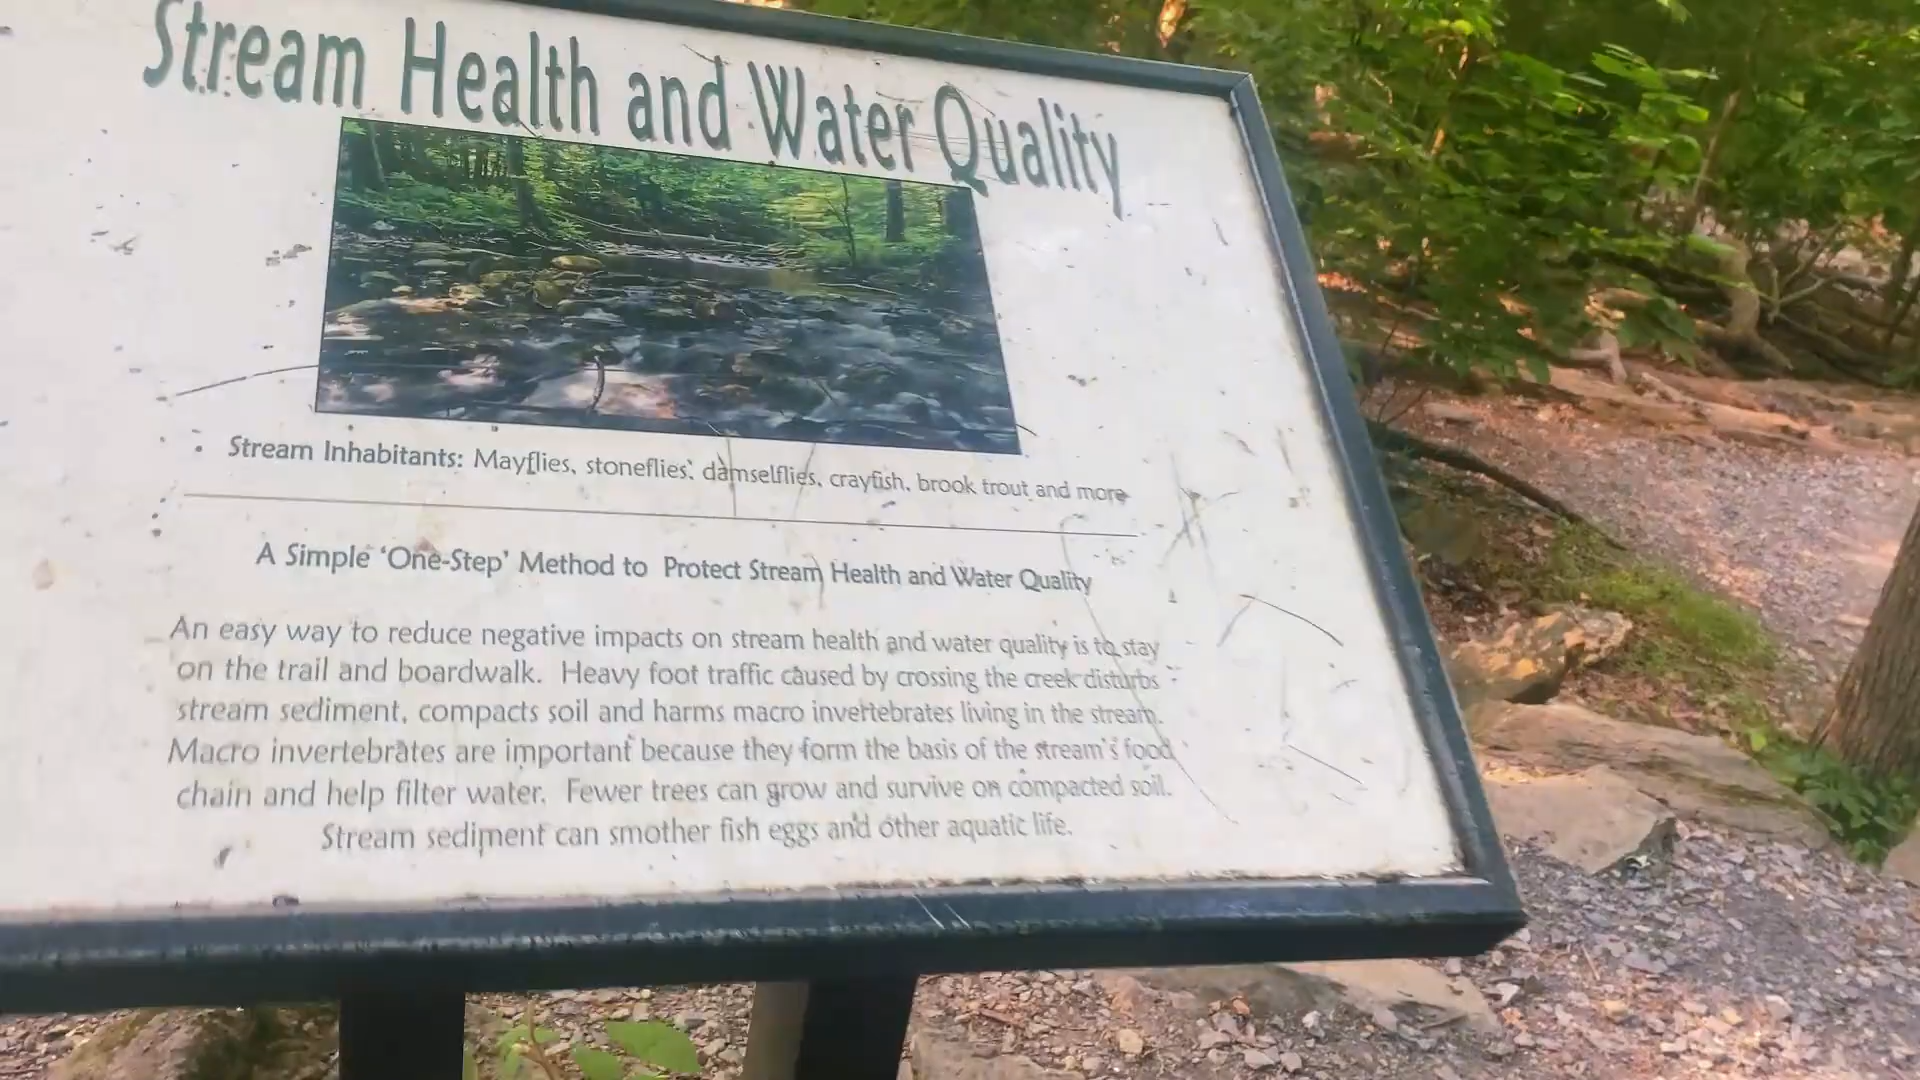 Stream Health and Water Quality
Stream Inhabitants: Mayflies, stoneflies, damselflies, crayfish, brook trout and more
A Simple ‘One-Step’ Method to Protect Stream Health and Water Quality
An easy way to reduce negative impacts on stream health and water quality is to stay
on the trail and boardwalk. Heavy foot traffic caused by crossing the creek disturbs
stream sediment, compacts soil and harms macro invertebrates living in the stream.
Macro invertebrates are important because they form the basis of the stream's food
chain and help filter water. Fewer trees can grow and survive on compacted soil.
Stream sediment can smother fish eggs and other aquatic life.